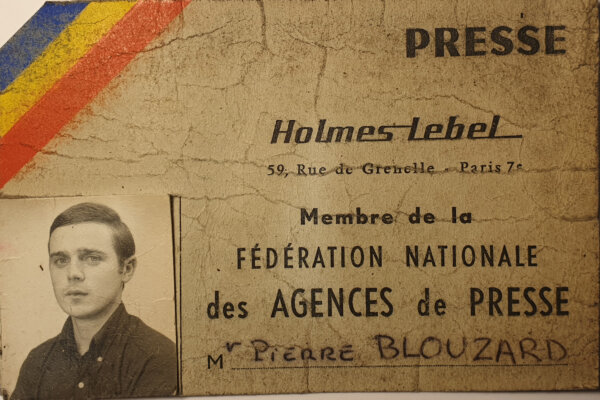 PRESSE
Holmes-Lebel
59, Rue de Grenelle - Paris 7e
Membre de la
FÉDÉRATION NATIONALE
des AGENCES de PRESSE
Mr PIERRE BLOUZARD